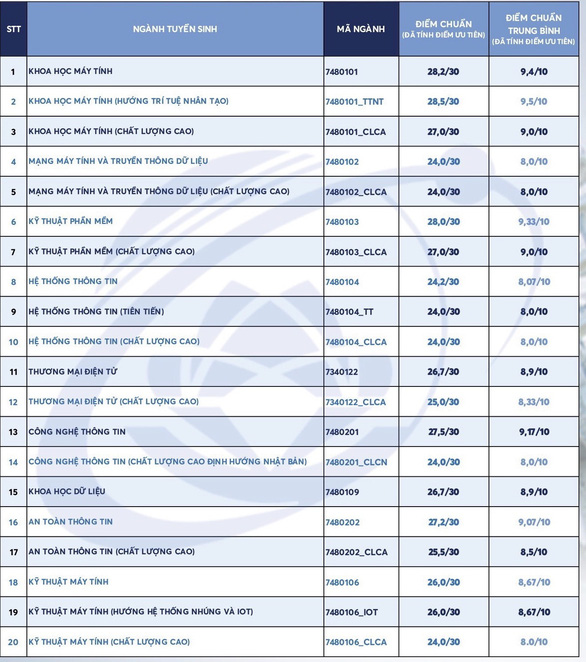 STT NGÀNH TUYỂN SINH MÃ NGÀNH ĐIỂM CHUẨN (ĐÃ TÍNH ĐIỂM ƯU TIÊN) ĐIỂM CHUẨN TRUNG BÌNH (ĐÃ TÍNH ĐIỂM ƯU TIÊN)
1 KHOA HỌC MÁY TÍNH 7480101 28,2/30 9,4/10
2 KHOA HỌC MÁY TÍNH (HƯỚNG TRÍ TUỆ NHÂN TẠO) 7480101_TTNT 28,5/30 9,5/10
3 KHOA HỌC MÁY TÍNH (CHẤT LƯỢNG CAO) 7480101_CLCA 27,0/30 9,0/10
4 MẠNG MÁY TÍNH VÀ TRUYỀN THÔNG DỮ LIỆU 7480102 24,0/30 8,0/10
5 MẠNG MÁY TÍNH VÀ TRUYỀN THÔNG DỮ LIỆU (CHẤT LƯỢNG CAO) 7480102_CLCA 24,0/30 8,0/10
6 KỸ THUẬT PHẦN MỀM 7480103 28,0/30 9,33/10
7 KỸ THUẬT PHẦN MỀM (CHẤT LƯỢNG CAO) 7480103_CLCA 27,0/30 9,0/10
8 HỆ THỐNG THÔNG TIN 7480104 24,2/30 8,07/10
9 HỆ THỐNG THÔNG TIN (TIÊN TIẾN) 7480104_TT 24,0/30 8,0/10
10 HỆ THỐNG THÔNG TIN (CHẤT LƯỢNG CAO) 7480104_CLCA 24,0/30 8,0/10
11 THƯƠNG MẠI ĐIỆN TỬ 7340122 26,7/30 8,9/10
12 THƯƠNG MẠI ĐIỆN TỬ (CHẤT LƯỢNG CAO) 7340122_CLCA 25,0/30 8,33/10
13 CÔNG NGHỆ THÔNG TIN 7480201 27,5/30 9,17/10
14 CÔNG NGHỆ THÔNG TIN (CHẤT LƯỢNG CAO ĐỊNH HƯỚNG NHẬT BẢN) 7480201_CLCN 24,0/30 8,0/10
15 KHOA HỌC DỮ LIỆU 7480109 26,7/30 8,9/10
16 AN TOÀN THÔNG TIN 7480202 27,2/30 9,07/10
17 AN TOÀN THÔNG TIN (CHẤT LƯỢNG CAO) 7480202_CLCA 25,5/30 8,5/10
18 KỸ THUẬT MÁY TÍNH 7480106 26,0/30 8,67/10
19 KỸ THUẬT MÁY TÍNH (HƯỚNG HỆ THỐNG NHÚNG VÀ IOT) 7480106_IOT 26,0/30 8,67/10
20 KỸ THUẬT MÁY TÍNH (CHẤT LƯỢNG CAO) 7480106_CLCA 24,0/30 8.0/10